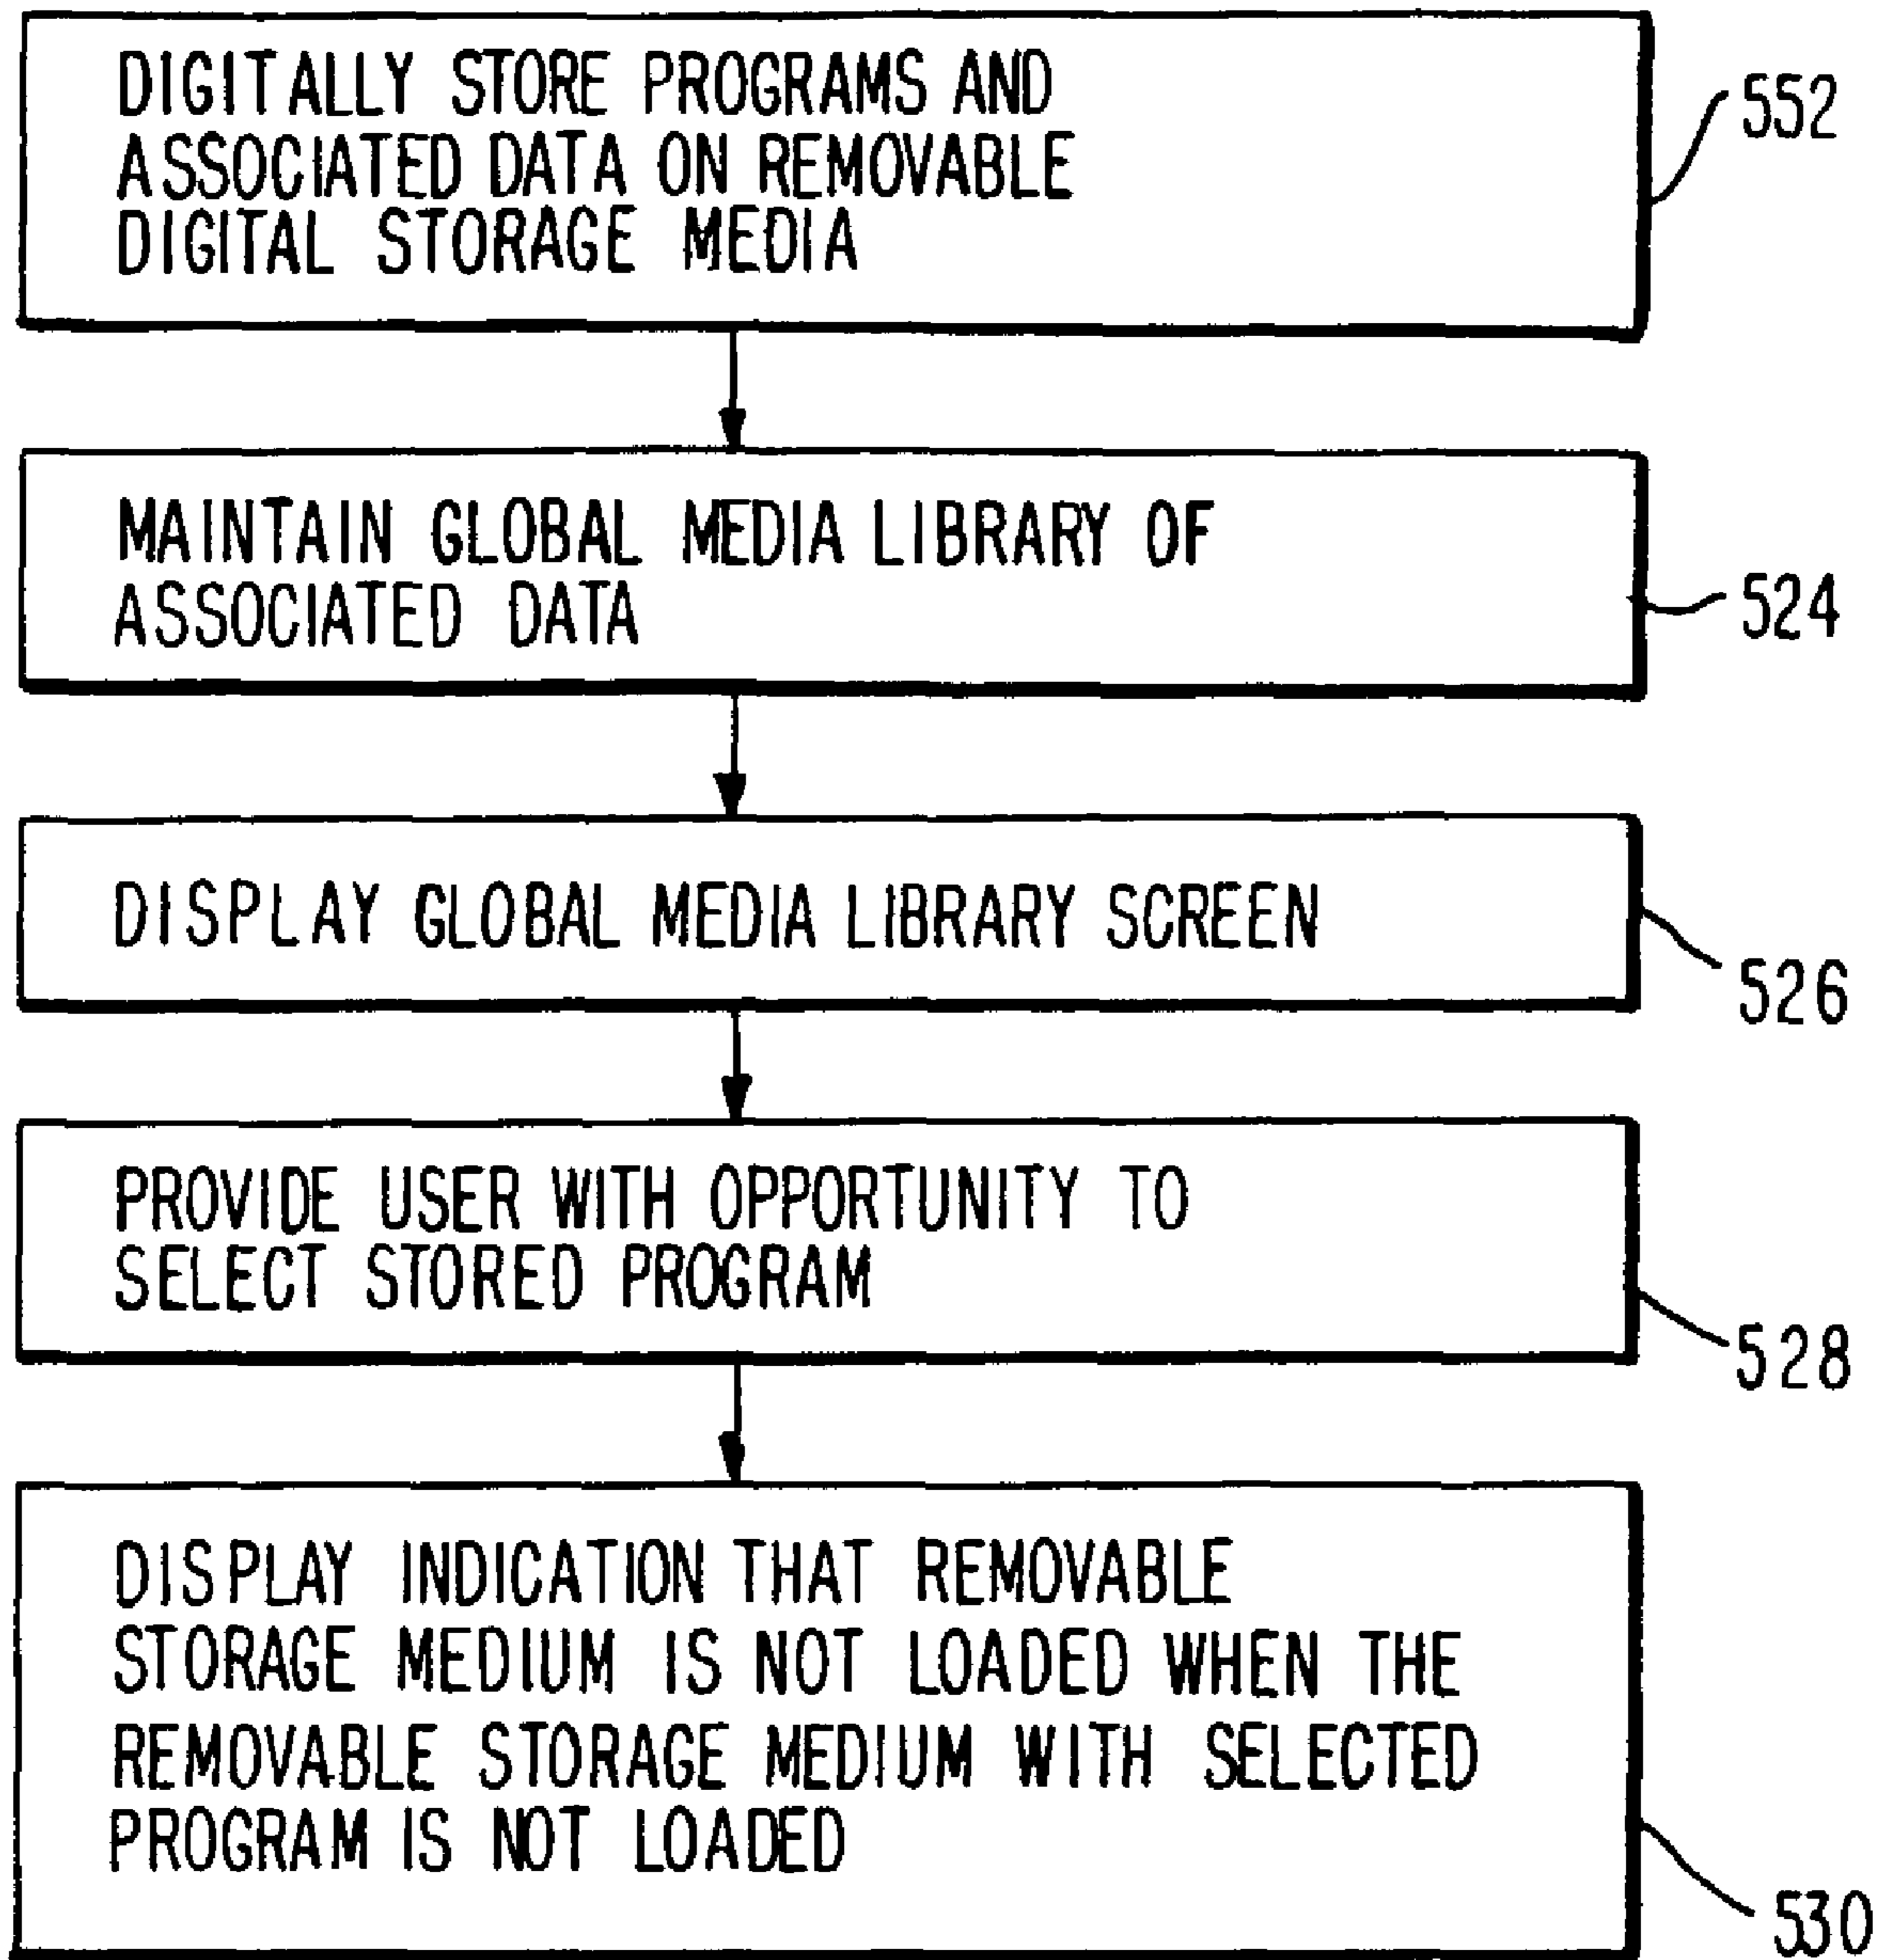 DIGITALLY STORE PROGRAMS AND
ASSOCIATED DATA ON REMOVABLE
DIGITAL STORAGE MEDIA
552
MAINTAIN GLOBAL MEDIA LIBRARY OF
ASSOCIATED DATA
524
DISPLAY GLOBAL MEDIA LIBRARY SCREEN
526
PROVIDE USER WITH OPPORTUNITY TO
SELECT STORED PROGRAM
528
DISPLAY INDICATION THAT REMOVABLE
STORAGE MEDIUM IS NOT LOADED WHEN THE
REMOVABLE STORAGE MEDIUM WITH SELECTED
PROGRAM IS NOT LOADED
530